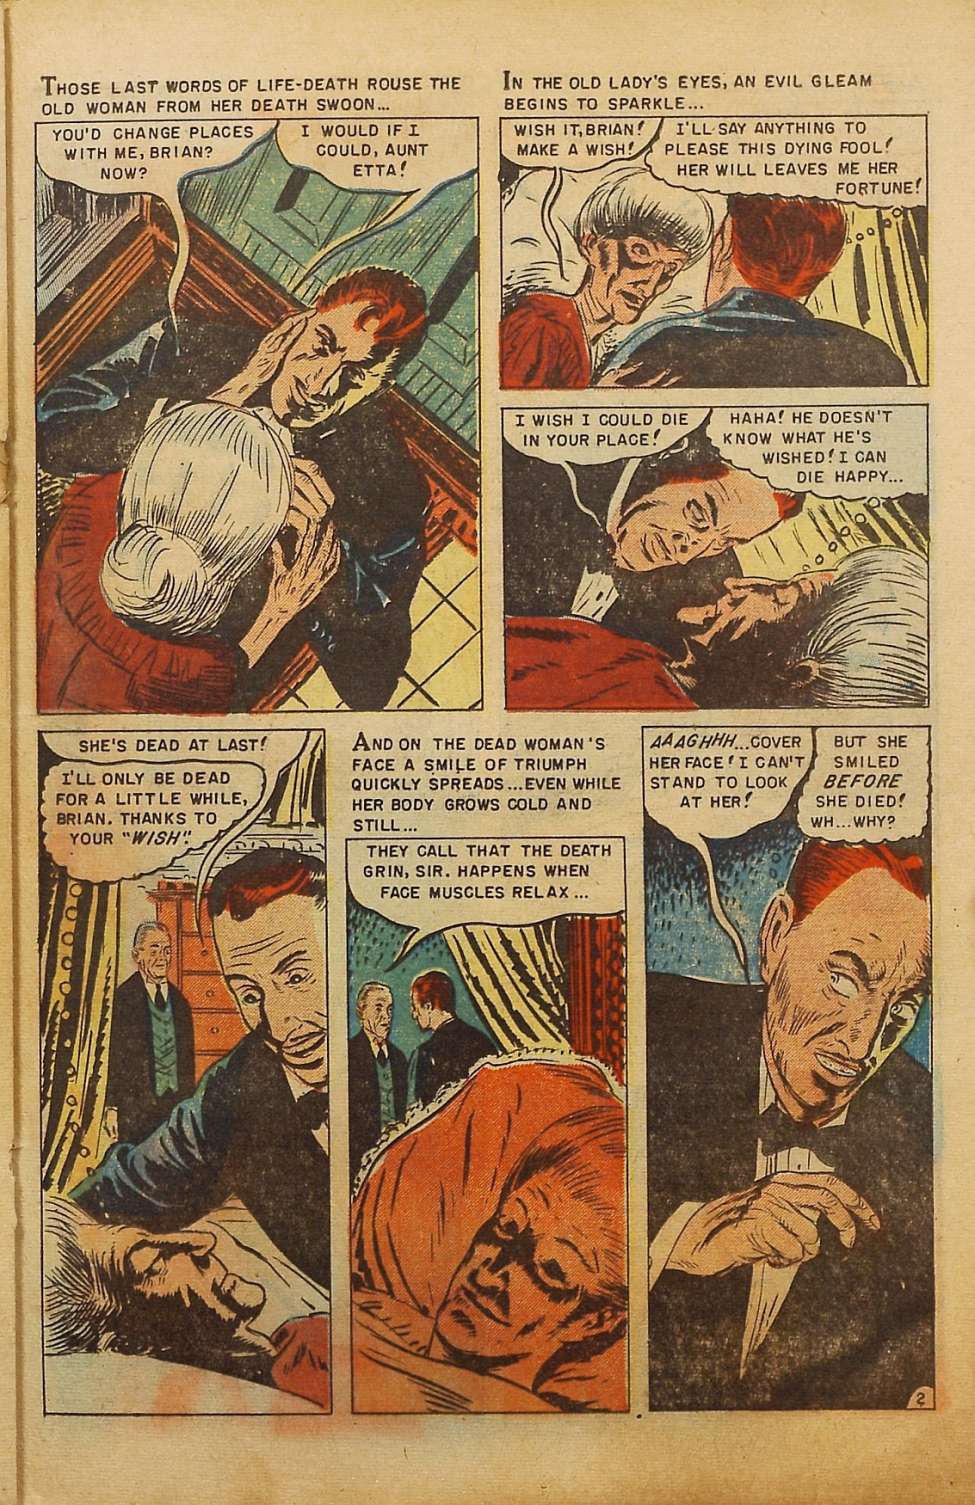 THOSE LAST WORDS OF LIFE-DEATH ROUSE THE
OLD WOMAN FROM HER DEATH SWOON...
YOU'D CHANGE PLACES
WITH ME, BRIAN?
NOW?
I WOULD IF I
COULD, AUNT
ETTA!
IN THE OLD LADY'S EYES, AN EVIL GLEAM
BEGINS TO SPARKLE...
WISH IT, BRIAN!
MAKE A WISH!
I'LL SAY ANYTHING TO
PLEASE THIS DYING FOOL!
HER WILL LEAVES ME HER
FORTUNE!
I WISH I COULD DIE
IN YOUR PLACE!
HAHA! HE DOESN'T
KNOW WHAT HE'S
WISHED! I CAN
DIE HAPPY...
SHE'S DEAD AT LAST!
I'LL ONLY BE DEAD
FOR A LITTLE WHILE,
BRIAN. THANKS TO
YOUR "WISH".
AND ON THE DEAD WOMAN'S
FACE A SMILE OF TRIUMPH
QUICKLY SPREADS...EVEN WHILE
HER BODY GROWS COLD AND
STILL...
THEY CALL THAT THE DEATH
GRIN, SIR. HAPPENS WHEN
FACE MUSCLES RELAX...
AAAGHHH...COVER
HER FACE! I CAN'T
STAND TO LOOK
AT HER!
BUT SHE
SMILED
BEFORE
SHE DIED!
WH...WHY?
2